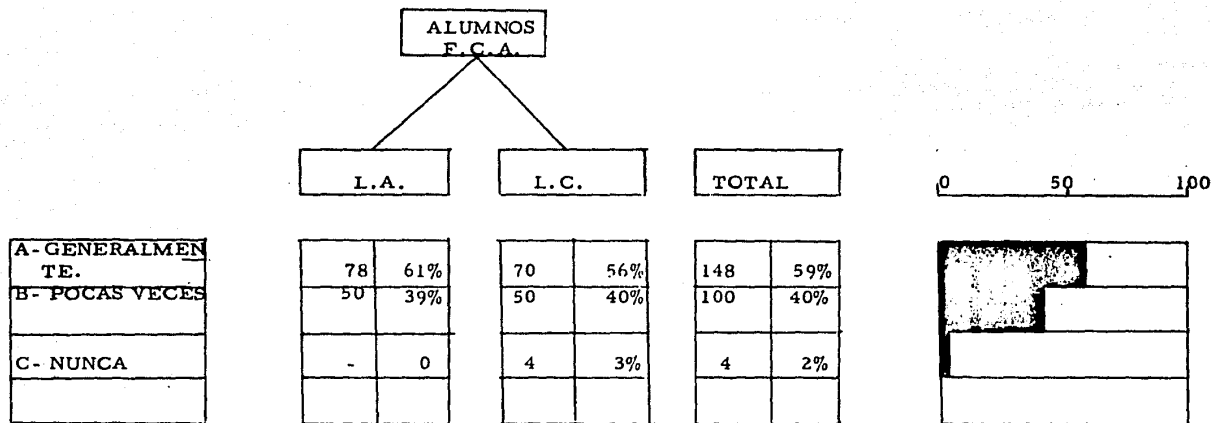 ALUMNOS
F.C.A.
L.A. L.C. TOTAL
0 50 100
A- GENERALMEN
TE. 78 61% 70 56% 148 59%
B- POCAS VECES 50 39% 50 40% 100 40%
C- NUNCA - 0 4 3% 4 2%